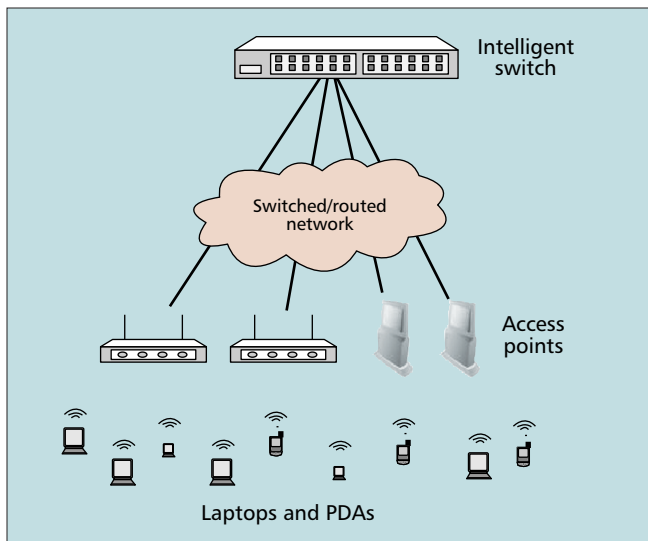 Intelligent
switch
Switched/routed
network
Access
points
Laptops and PDAs